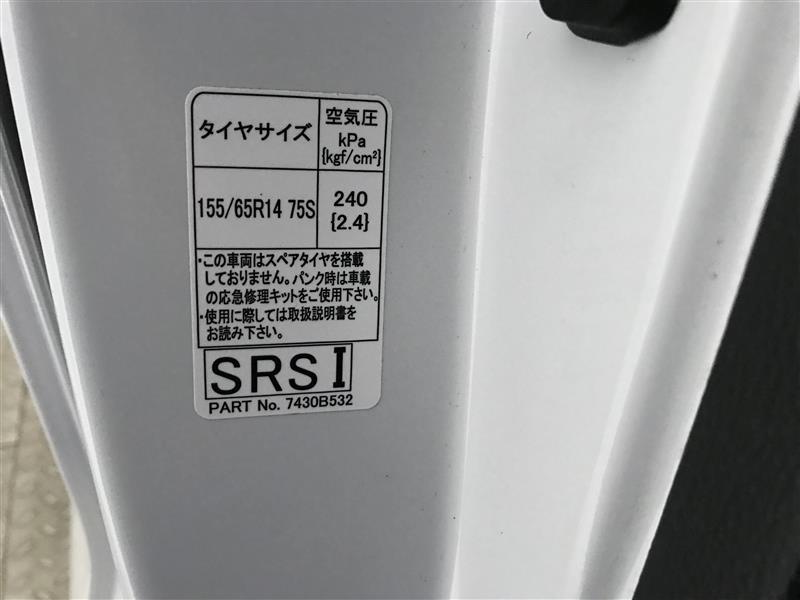 タイヤサイズ
空気圧
kPa
{kgf/cm²}
155/65R14 75S
240
{2.4}
・この車両はスペアタイヤを搭載
しておりません。パンク時は車載
の応急修理キットをご使用下さい。
・使用に際しては取扱説明書を
お読み下さい。
SRS I
PART No. 7430B532